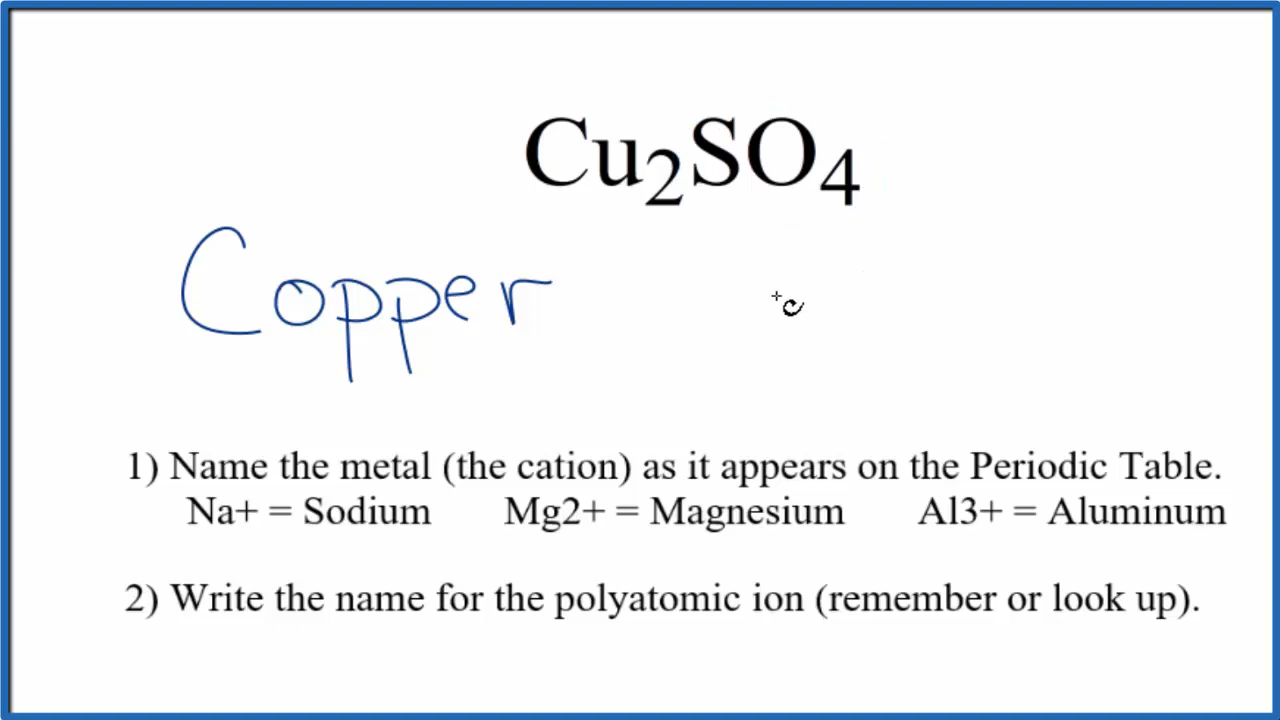 Cu₂SO₄
Copper
1) Name the metal (the cation) as it appears on the Periodic Table.
Na+ = Sodium Mg2+ = Magnesium Al3+ = Aluminum
2) Write the name for the polyatomic ion (remember or look up).